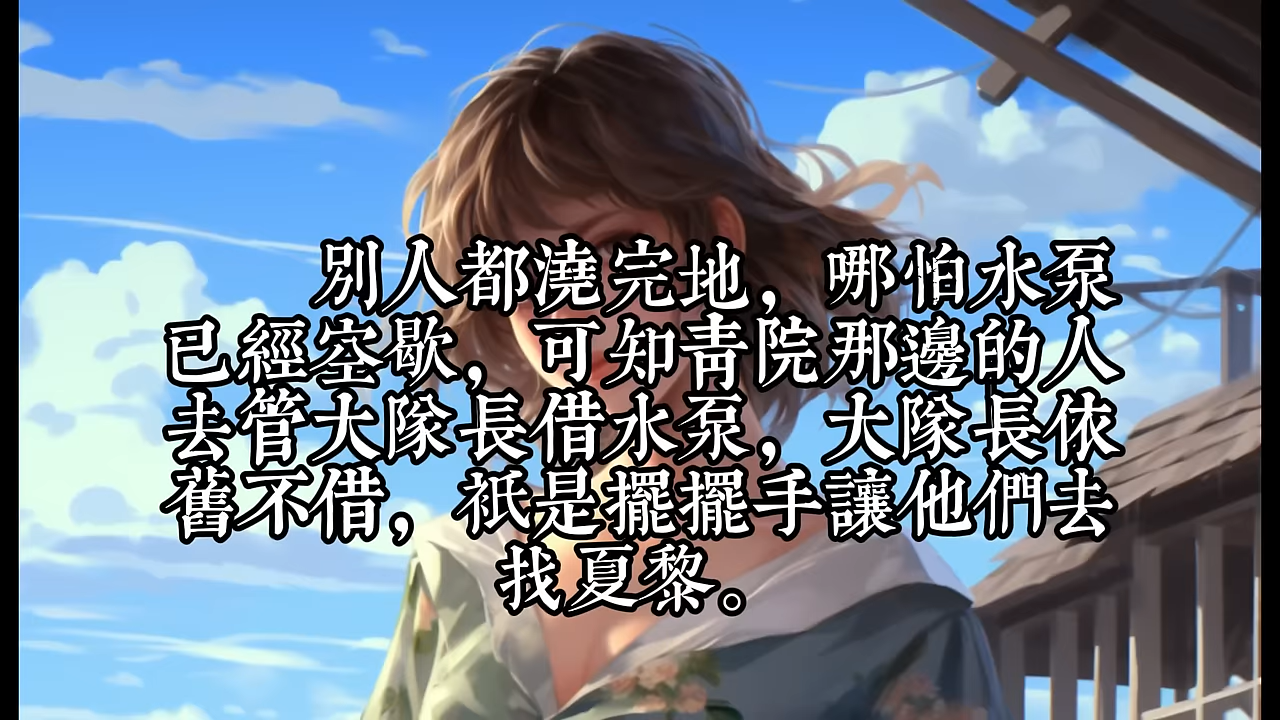 別人都澆完地，哪怕水泵
已經空歇，可知青院那邊的人
去管大隊長借水泵，大隊長依
舊不借，衹是擺擺手讓他們去
找夏黎。